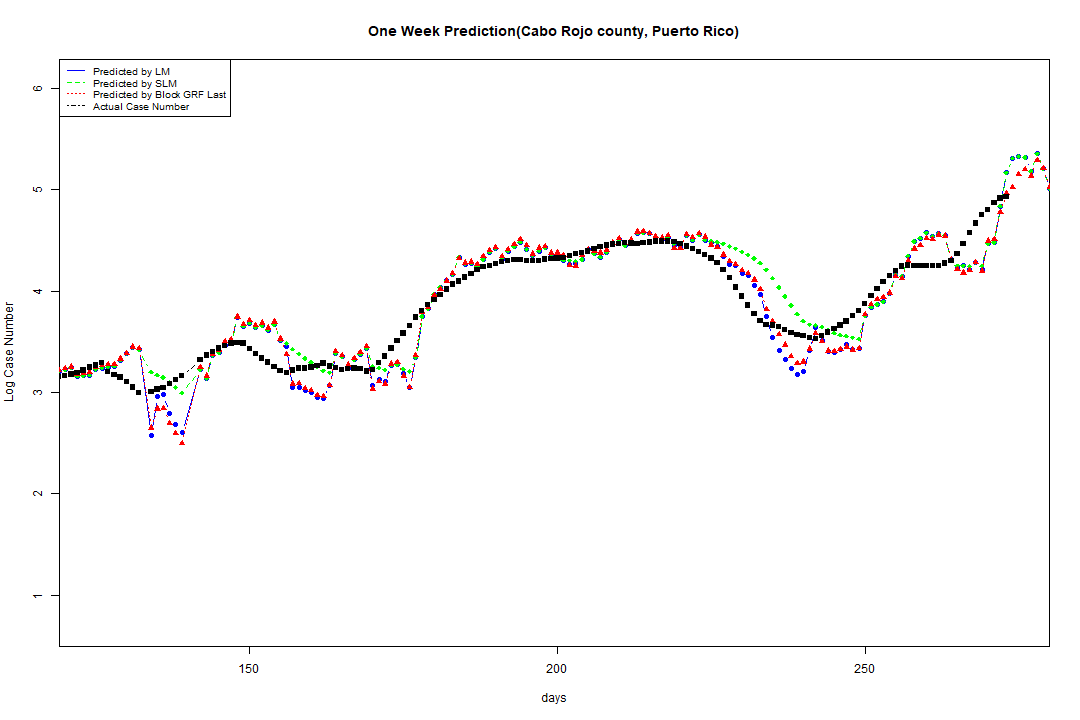 One Week Prediction(Cabo Rojo county, Puerto Rico)
Predicted by LM
Predicted by SLM
Predicted by Block GRF Last
Actual Case Number
6
5
4
3
2
1
Log Case Number
150
200
250
days